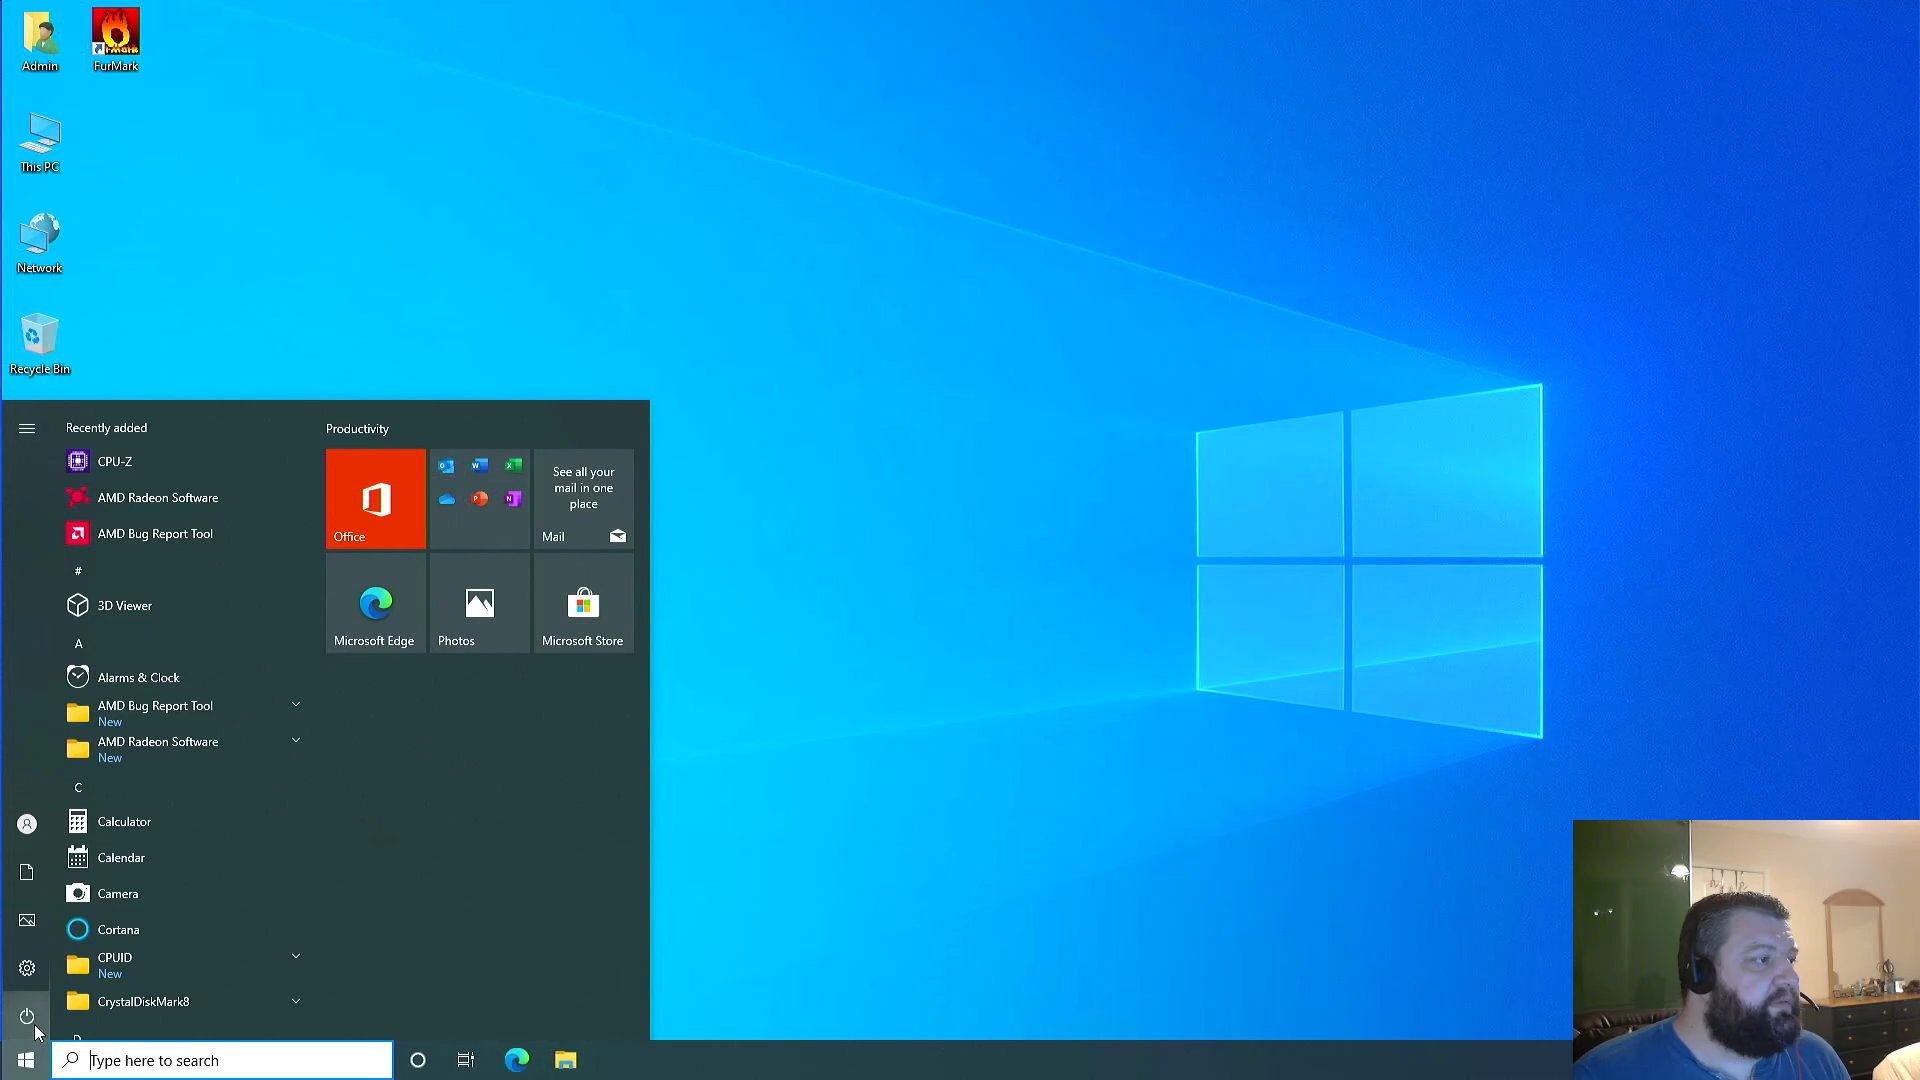 Admin
FurMark
This PC
Network
Recycle Bin
Recently added
CPU-Z
AMD Radeon Software
AMD Bug Report Tool
#
3D Viewer
A
Alarms & Clock
AMD Bug Report Tool
New
AMD Radeon Software
New
C
Calculator
Calendar
Camera
Cortana
CPUID
New
CrystalDiskMark8
Productivity
Office
See all your
mail in one
place
Mail
Microsoft Edge
Photos
Microsoft Store
Type here to search